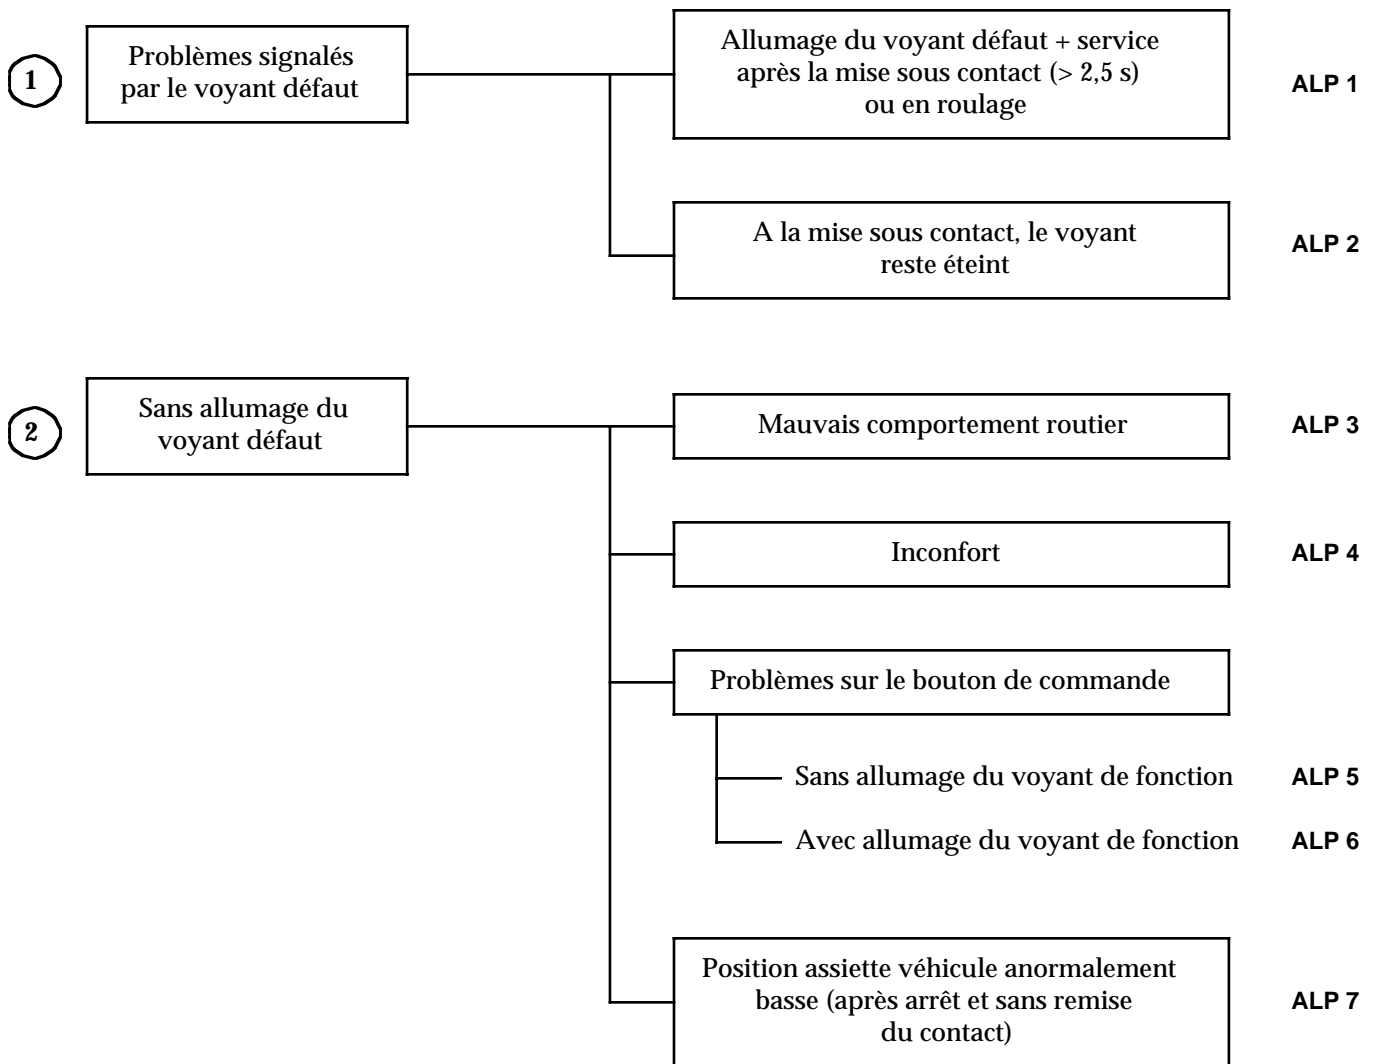 1
Problèmes signalés
par le voyant défaut
Allumage du voyant défaut + service
après la mise sous contact (> 2,5 s)
ou en roulage
ALP 1
A la mise sous contact, le voyant
reste éteint
ALP 2
2
Sans allumage du
voyant défaut
Mauvais comportement routier
ALP 3
Inconfort
ALP 4
Problèmes sur le bouton de commande
Sans allumage du voyant de fonction
ALP 5
Avec allumage du voyant de fonction
ALP 6
Position assiette véhicule anormalement
basse (après arrêt et sans remise
du contact)
ALP 7